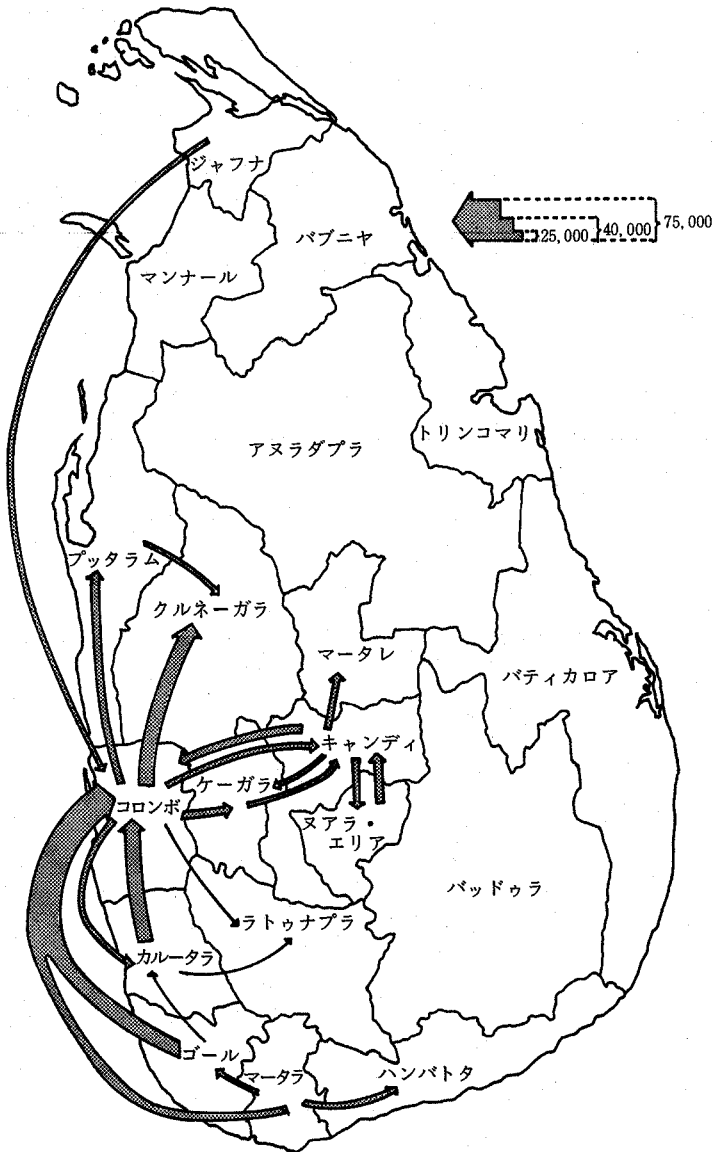 ジャフナ
バブニヤ
75,000
40,000
25,000
マンナール
アヌラダプラ
トリンコマリ
プッタラム
クルネーガラ
マータレ
バティカロア
キャンディ
ケーガラ
コロンボ
ヌアラ・
エリア
バッドゥラ
ラトゥナプラ
カルータラ
ゴール
マータラ
ハンバトタ